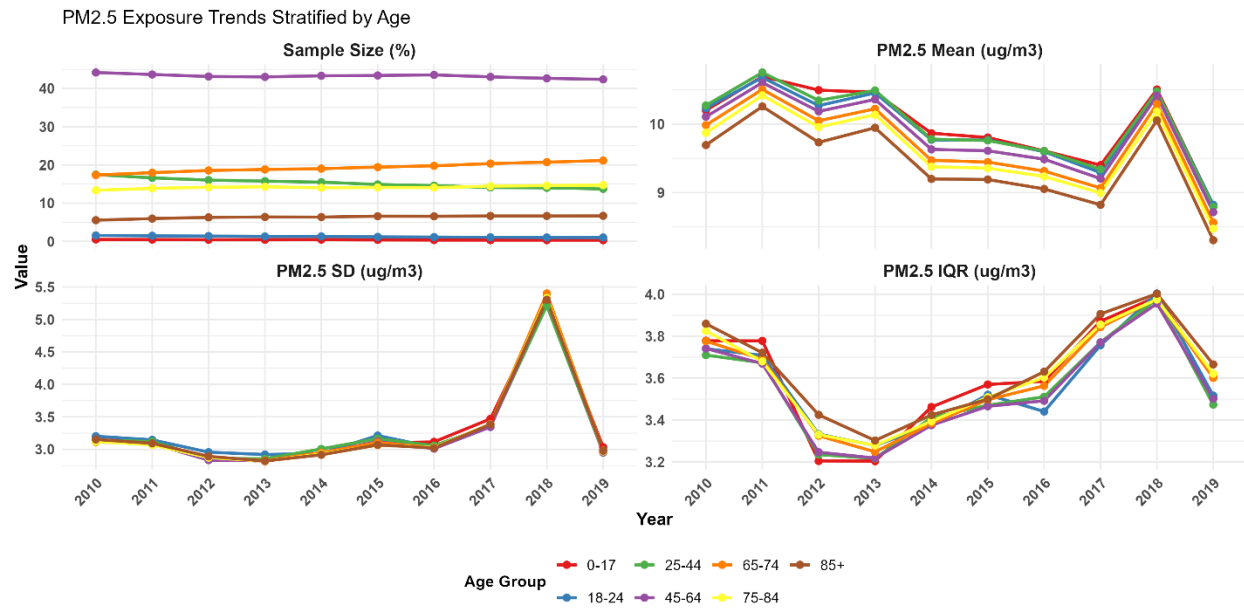 PM2.5 Exposure Trends Stratified by Age
Sample Size (%)
PM2.5 Mean (ug/m3)
40
30
20
10
0
10
9
PM2.5 SD (ug/m3)
PM2.5 IQR (ug/m3)
5.5
5.0
4.5
4.0
3.5
3.0
4.0
3.8
3.6
3.4
3.2
Value
2010 2011 2012 2013 2014 2015 2016 2017 2018 2019
2010 2011 2012 2013 2014 2015 2016 2017 2018 2019
Year
Age Group
0-17 25-44 65-74 85+
18-24 45-64 75-84